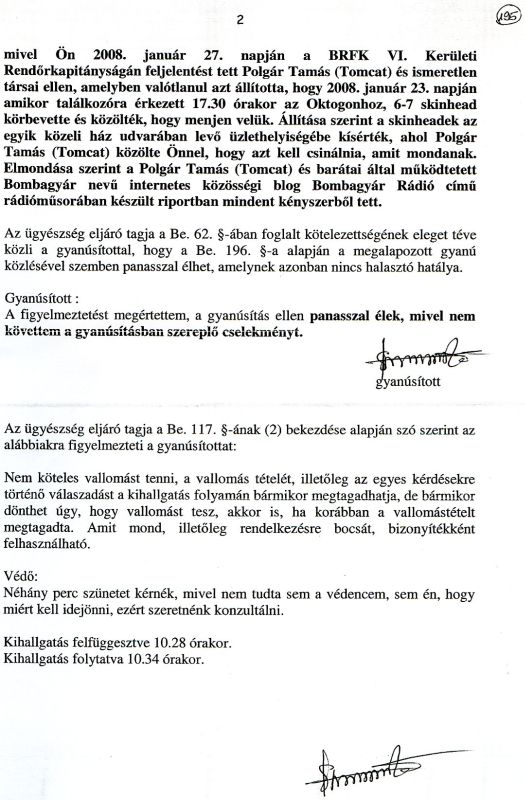 2
195
mivel Ön 2008. január 27. napján a BRFK VI. Kerületi
Rendőrkapitányságán feljelentést tett Polgár Tamás (Tomcat) és ismeretlen
társai ellen, amelyben valótlanul azt állította, hogy 2008. január 23. napján
amikor találkozóra érkezett 17.30 órakor az Oktogonhoz, 6-7 skinhead
körbevette és közölték, hogy menjen velük. Állítása szerint a skinheadek az
egyik közeli ház udvarában levő üzlethelyiségébe kísérték, ahol Polgár
Tamás (Tomcat) közölte Önnel, hogy azt kell csinálnia, amit mondanak.
Elmondása szerint a Polgár Tamás (Tomcat) és barátai által működtetett
Bombagyár nevű internetes közösségi blog Bombagyár Rádió című
rádióműsorában készült riportban mindent kényszerből tett.
Az ügyészség eljáró tagja a Be. 62. §-ában foglalt kötelezettségének eleget téve
közli a gyanúsítottal, hogy a Be. 196. §-a alapján a megalapozott gyanú
közlésével szemben panasszal élhet, amelynek azonban nincs halasztó hatálya.
Gyanúsított :
A figyelmeztetést megértettem, a gyanúsítás ellen panasszal élek, mivel nem
követtem a gyanúsításban szereplő cselekményt.
gyanúsított
Az ügyészség eljáró tagja a Be. 117. §-ának (2) bekezdése alapján szó szerint az
alábbiakra figyelmezteti a gyanúsítottat:
Nem köteles vallomást tenni, a vallomás tételét, illetőleg az egyes kérdésekre
történő válaszadást a kihallgatás folyamán bármikor megtagadhatja, de bármikor
dönthet úgy, hogy vallomást tesz, akkor is, ha korábban a vallomástételt
megtagadta. Amit mond, illetőleg rendelkezésre bocsát, bizonyítékként
felhasználható.
Védő:
Néhány perc szünetet kérnék, mivel nem tudta sem a védencem, sem én, hogy
miért kell idejönni, ezért szeretnénk konzultálni.
Kihallgatás felfüggesztve 10.28 órakor.
Kihallgatás folytatva 10.34 órakor.